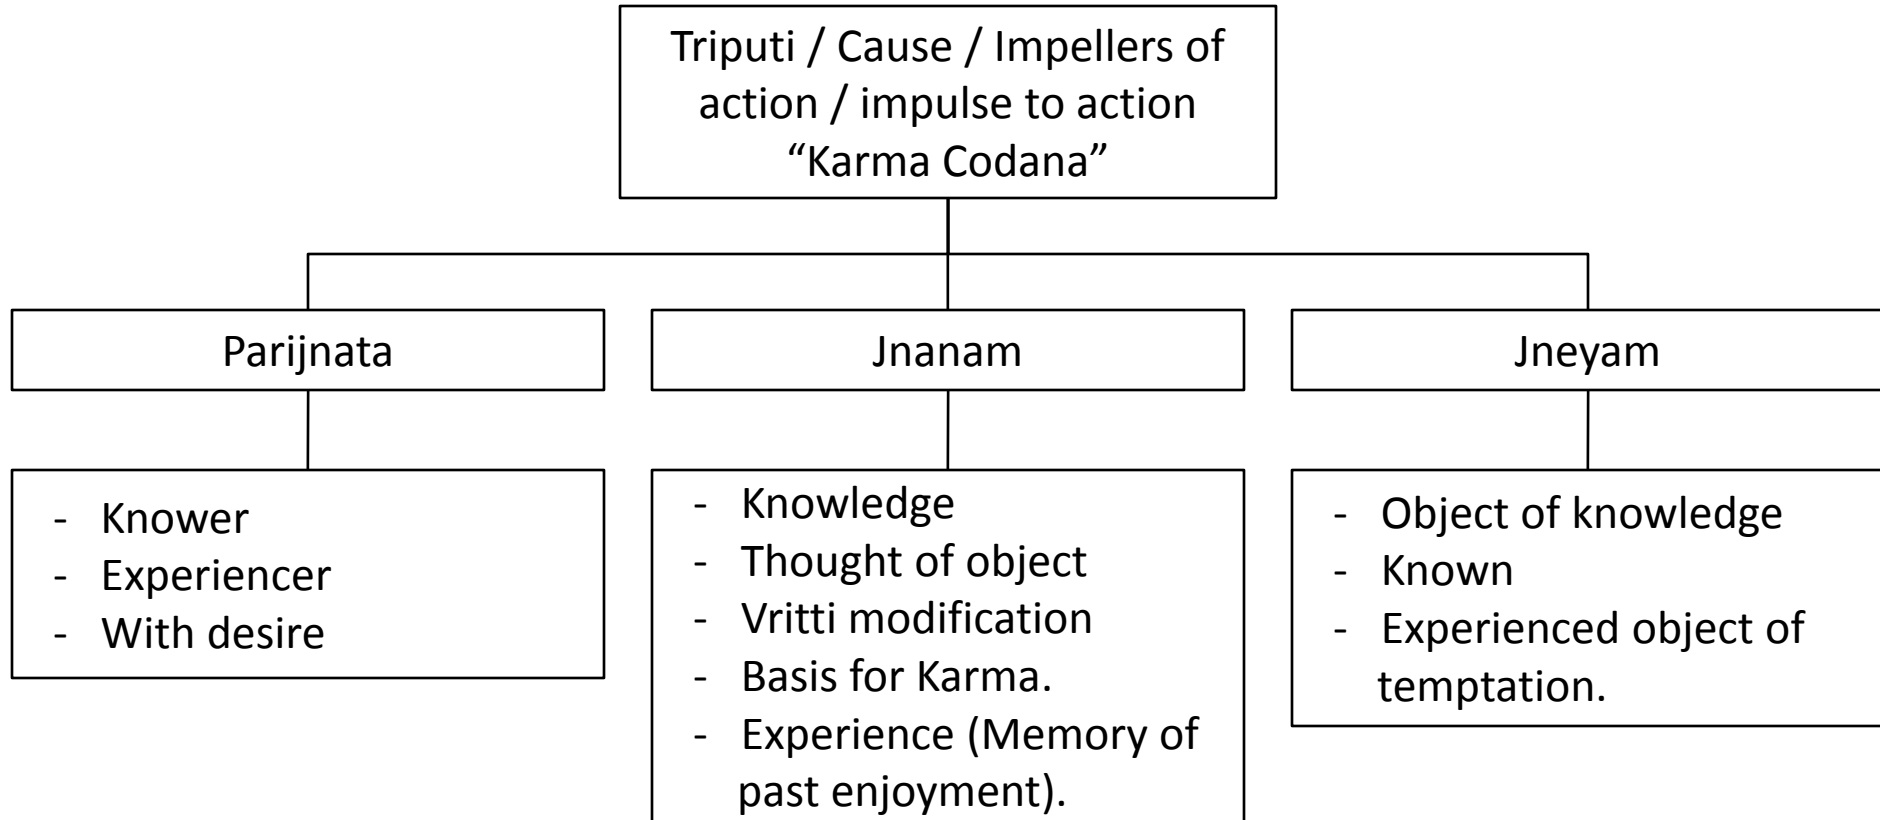 Triputi / Cause / Impellers of
action / impulse to action
“Karma Codana”
Parijnata
Jnanam
Jneyam
- Knower
- Experiencer
- With desire
- Knowledge
- Thought of object
- Vritti modification
- Basis for Karma.
- Experience (Memory of
past enjoyment).
- Object of knowledge
- Known
- Experienced object of
temptation.